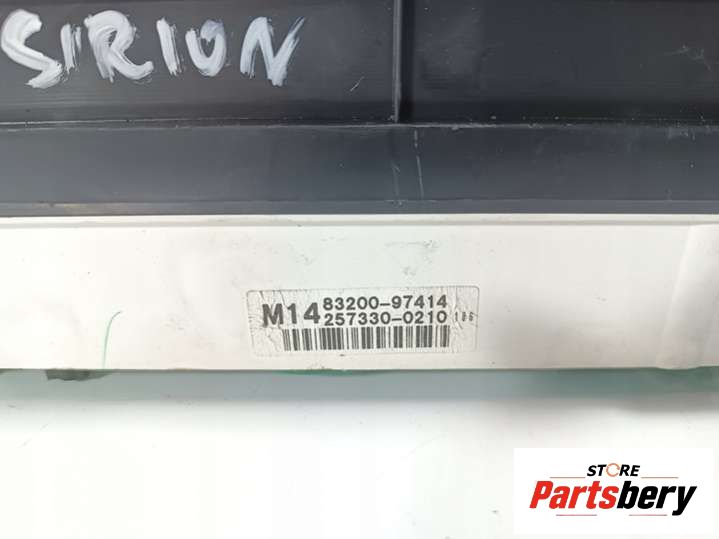 SIRION
M14 83200-97414
257330-0210
STORE
Partsbery